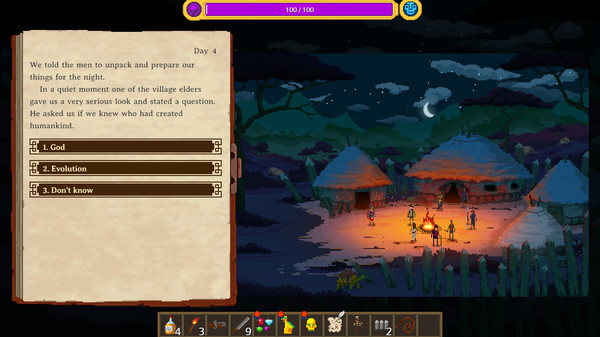 100 / 100
Day 4
We told the men to unpack and prepare our
things for the night.
In a quiet moment one of the village elders
gave us a very serious look and stated a question.
He asked us if we knew who had created
humankind.
1. God
2. Evolution
3. Don't know
4 3 9 2